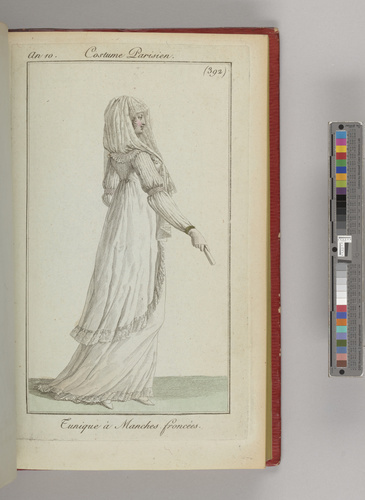 An 10. Costume Parisien.
(392)
Tunique à Manches froncées.